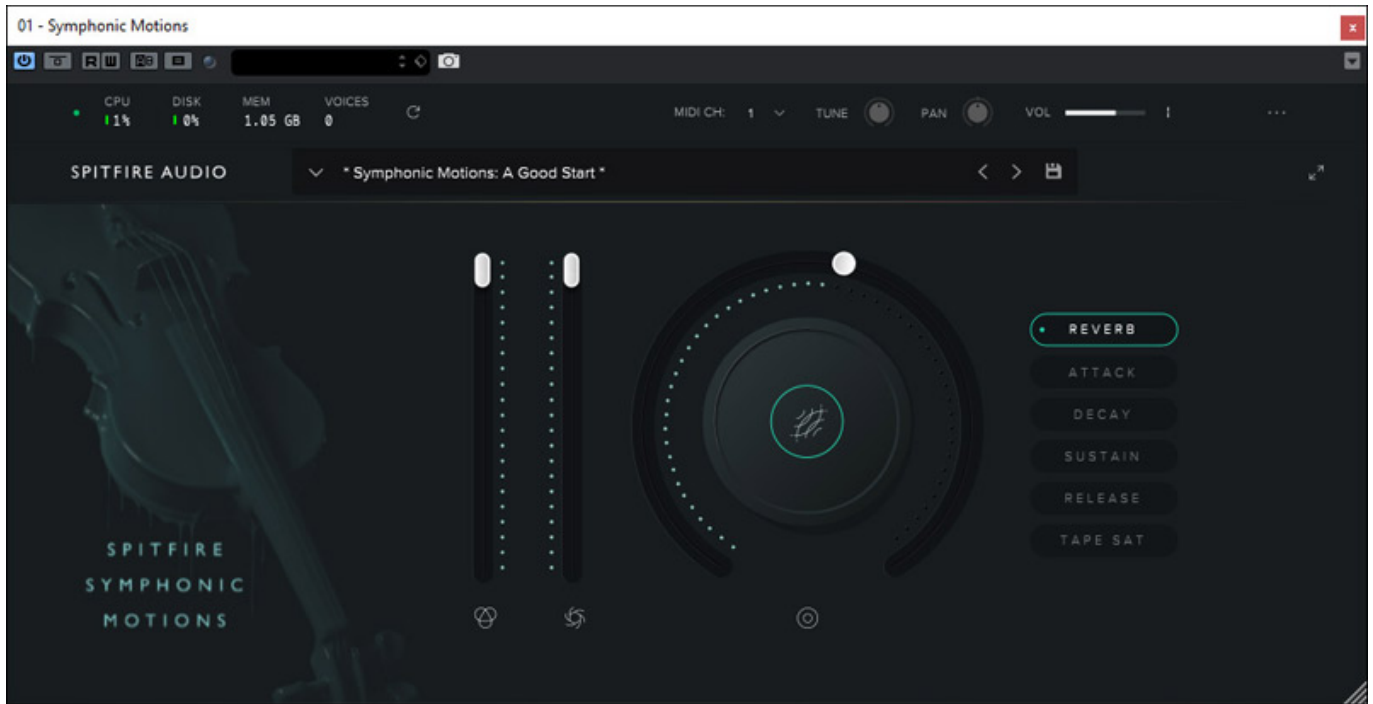 01 - Symphonic Motions
x
R W
CPU DISK MEM VOICES
1% 0% 1.05 GB 0
MIDI CH: 1 TUNE PAN VOL
SPITFIRE AUDIO
* Symphonic Motions: A Good Start *
REVERB
ATTACK
DECAY
SUSTAIN
RELEASE
TAPE SAT
SPITFIRE
SYMPHONIC
MOTIONS